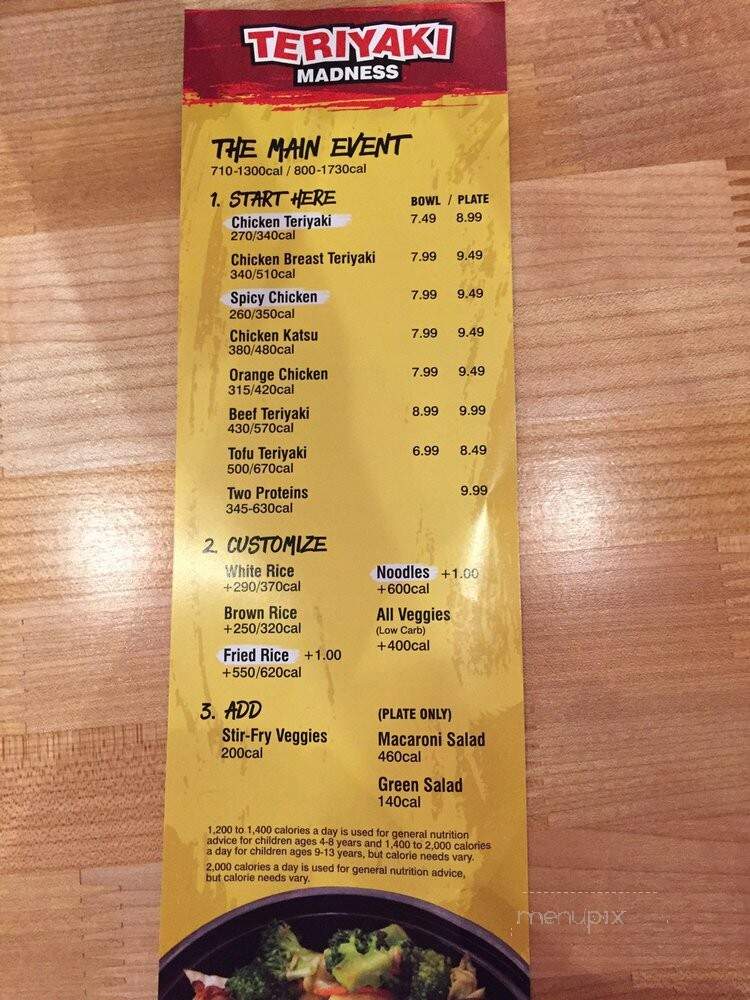 TERIYAKI
MADNESS
THE MAIN EVENT
710-1300cal / 800-1730cal
1. START HERE BOWL / PLATE
Chicken Teriyaki 7.49 8.99
270/340cal
Chicken Breast Teriyaki 7.99 9.49
340/510cal
Spicy Chicken 7.99 9.49
260/350cal
Chicken Katsu 7.99 9.49
380/480cal
Orange Chicken 7.99 9.49
315/420cal
Beef Teriyaki 8.99 9.99
430/570cal
Tofu Teriyaki 6.99 8.49
500/670cal
Two Proteins 9.99
345-630cal
2. CUSTOMIZE
White Rice
+290/370cal
Brown Rice
+250/320cal
Fried Rice +1.00
+550/620cal
Noodles +1.00
+600cal
All Veggies
(Low Carb)
+400cal
3. ADD
Stir-Fry Veggies
200cal
(PLATE ONLY)
Macaroni Salad
460cal
Green Salad
140cal
1,200 to 1,400 calories a day is used for general nutrition
advice for children ages 4-8 years and 1,400 to 2,000 calories
a day for children ages 9-13 years, but calorie needs vary.
2,000 calories a day is used for general nutrition advice,
but calorie needs vary.
menupix